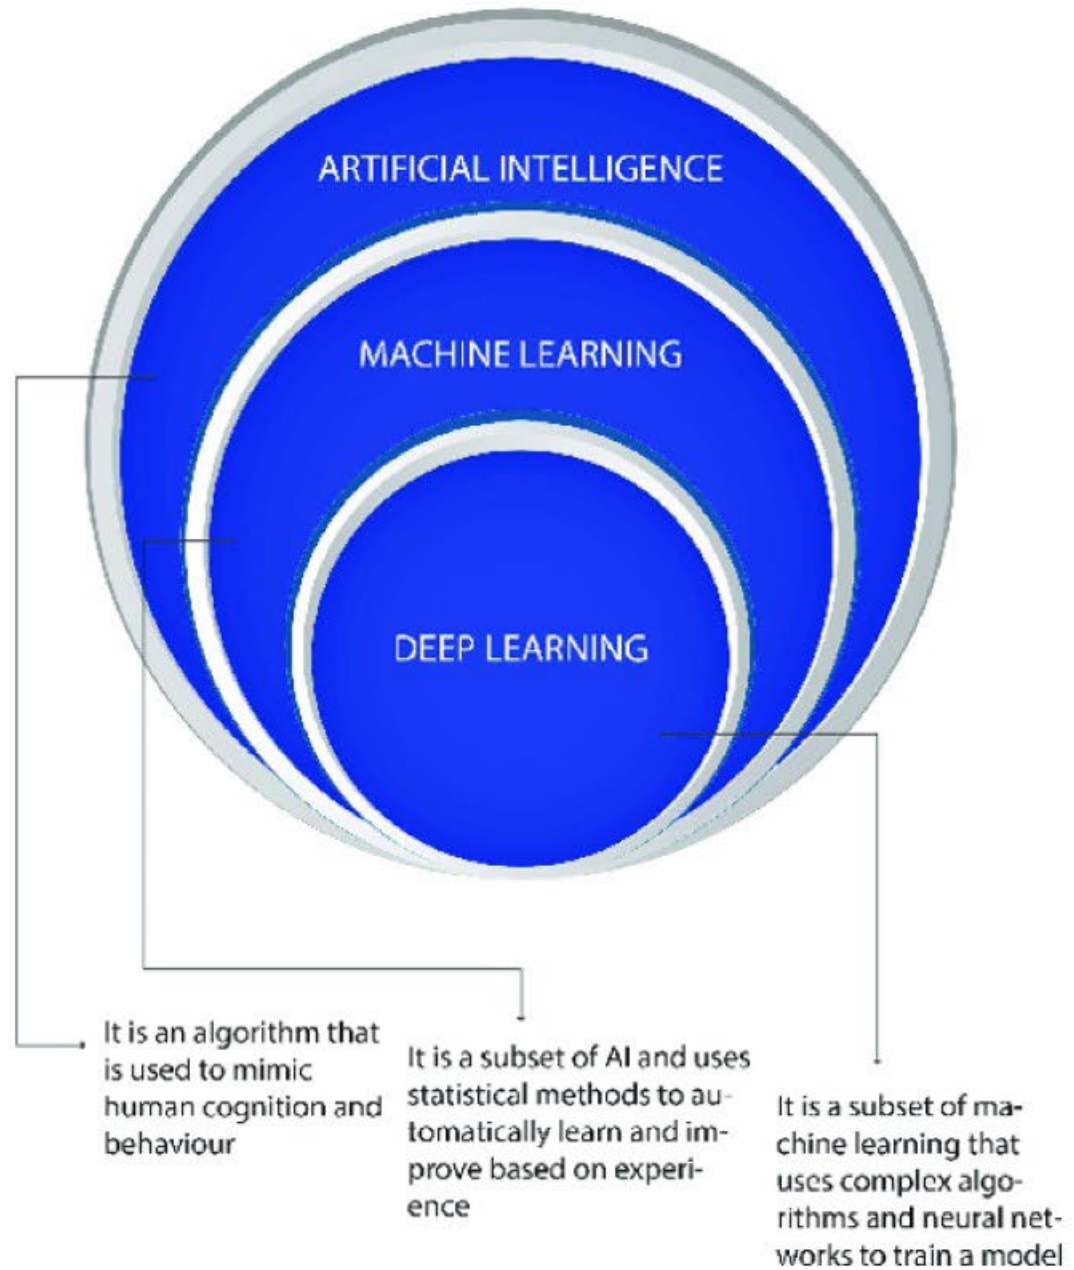 ARTIFICIAL INTELLIGENCE
MACHINE LEARNING
DEEP LEARNING
It is an algorithm that
is used to mimic
human cognition and
behaviour
It is a subset of AI and uses
statistical methods to au-
tomatically learn and im-
prove based on experi-
ence
It is a subset of ma-
chine learning that
uses complex algo-
rithms and neural net-
works to train a model